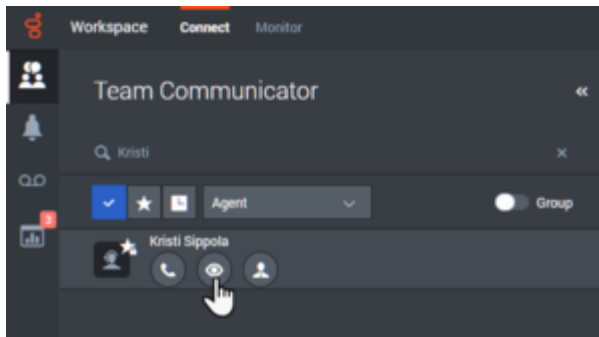 Workspace Connect Monitor
Team Communicator
«
Kristi ×
Agent Group
3
Kristi Sippola